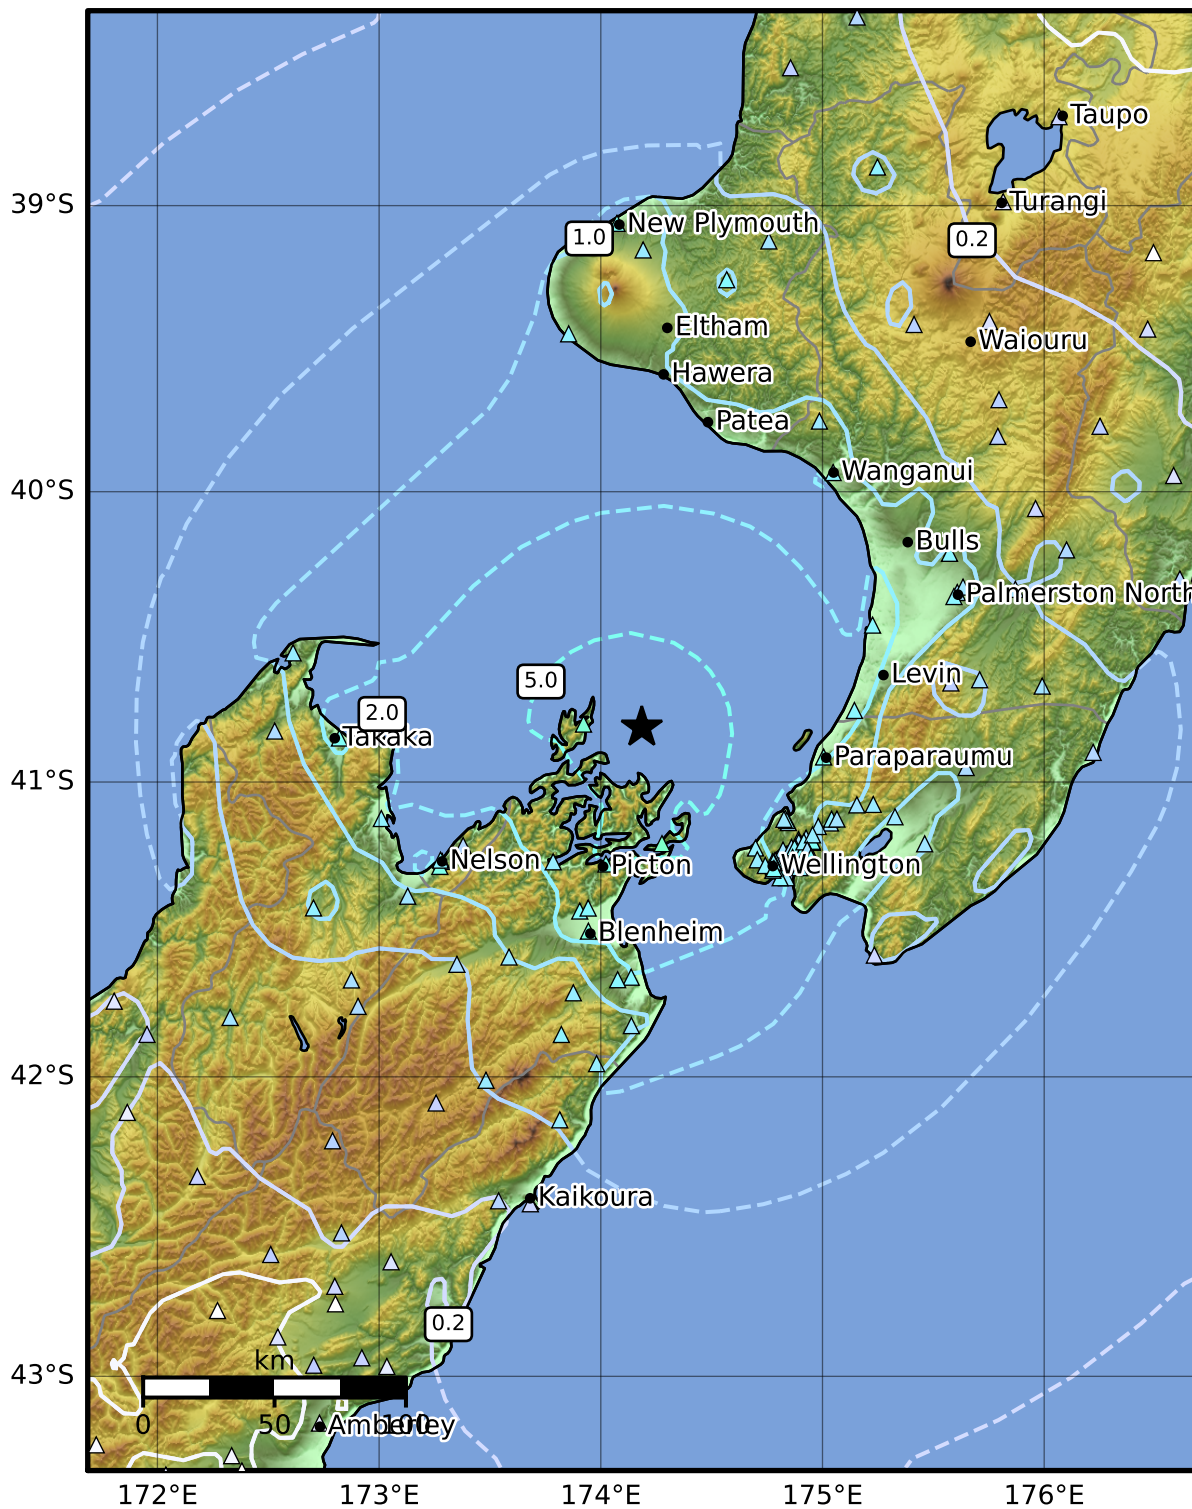 Taupo
39°S
Turangi
New Plymouth
1.0
0.2
Eltham
Waiouru
Hawera
Patea
40°S
Wanganui
Bulls
Palmerston North
Levin
5.0
2.0
Takaka
Paraparaumu
41°S
Nelson
Picton
Wellington
Blenheim
42°S
Kaikoura
0.2
km
43°S
0 50 100
Amberley
172°E 173°E 174°E 175°E 176°E